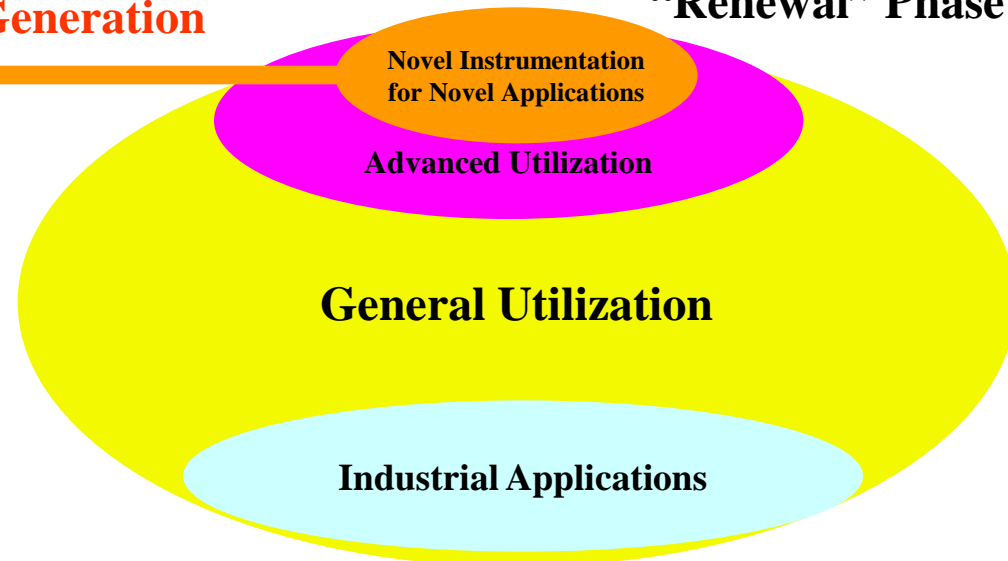 Generation
"Renewal" Phase
Novel Instrumentation
for Novel Applications
Advanced Utilization
General Utilization
Industrial Applications